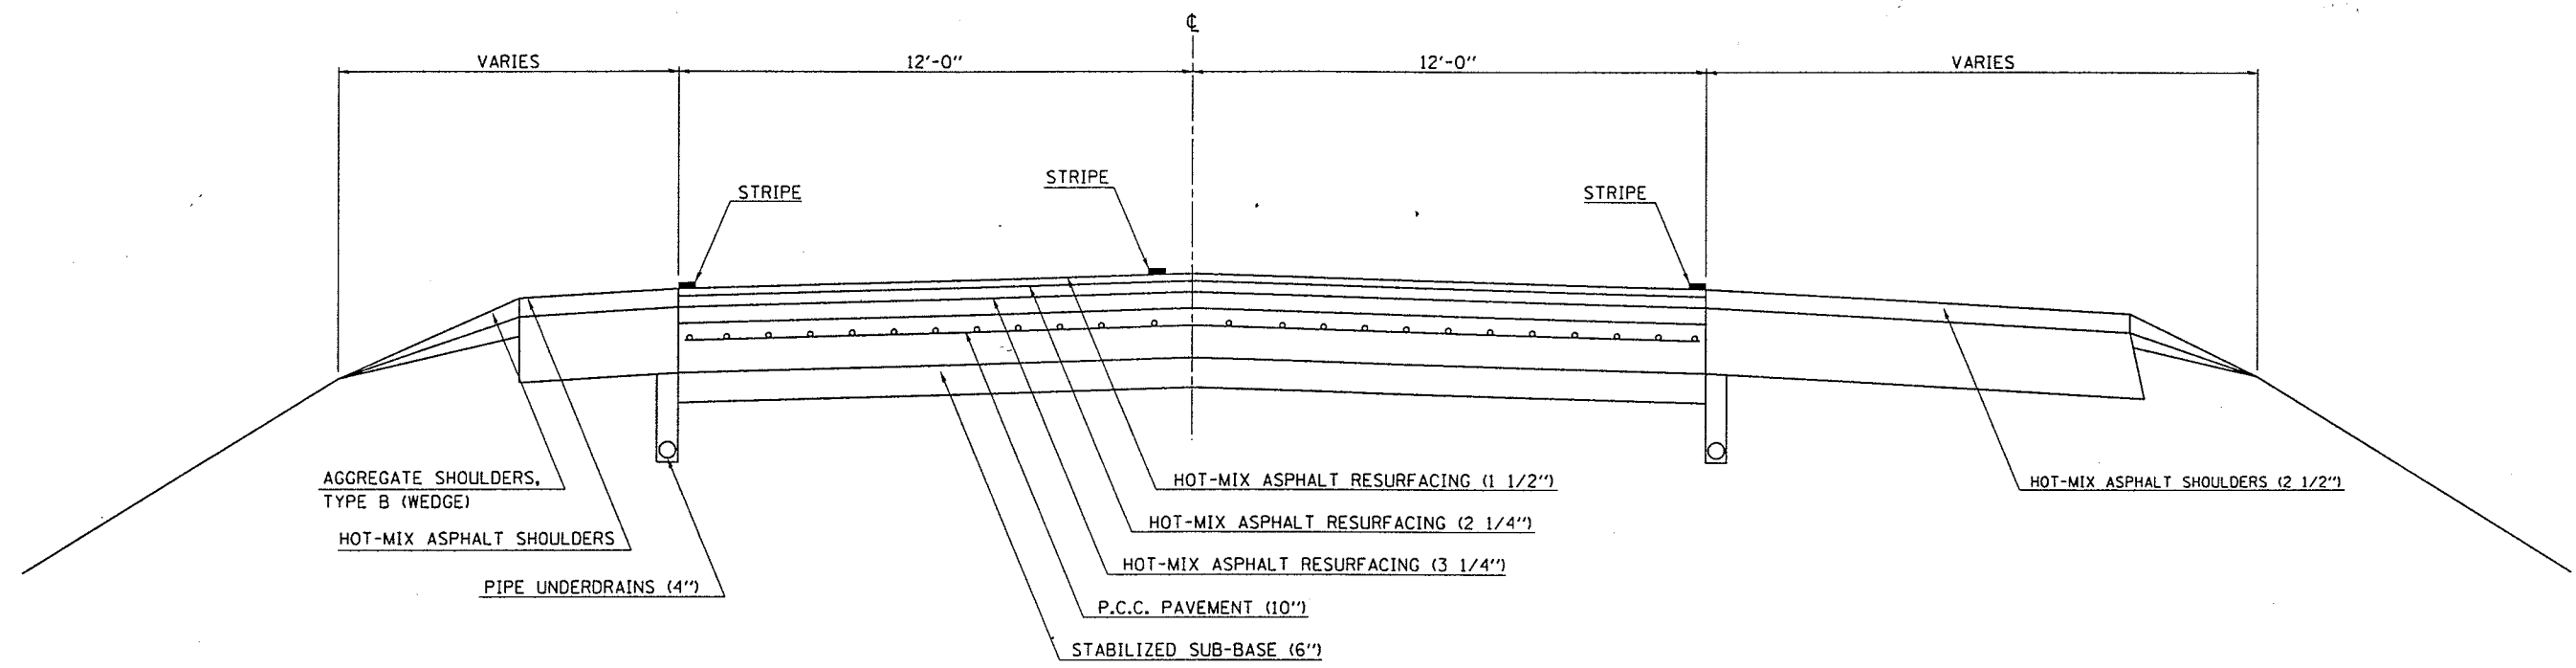 ℄
VARIES
12'-0"
12'-0"
VARIES
STRIPE
STRIPE
STRIPE
AGGREGATE SHOULDERS,
TYPE B (WEDGE)
HOT-MIX ASPHALT SHOULDERS
PIPE UNDERDRAINS (4")
HOT-MIX ASPHALT RESURFACING (1 1/2")
HOT-MIX ASPHALT RESURFACING (2 1/4")
HOT-MIX ASPHALT RESURFACING (3 1/4")
P.C.C. PAVEMENT (10")
STABILIZED SUB-BASE (6")
HOT-MIX ASPHALT SHOULDERS (2 1/2")